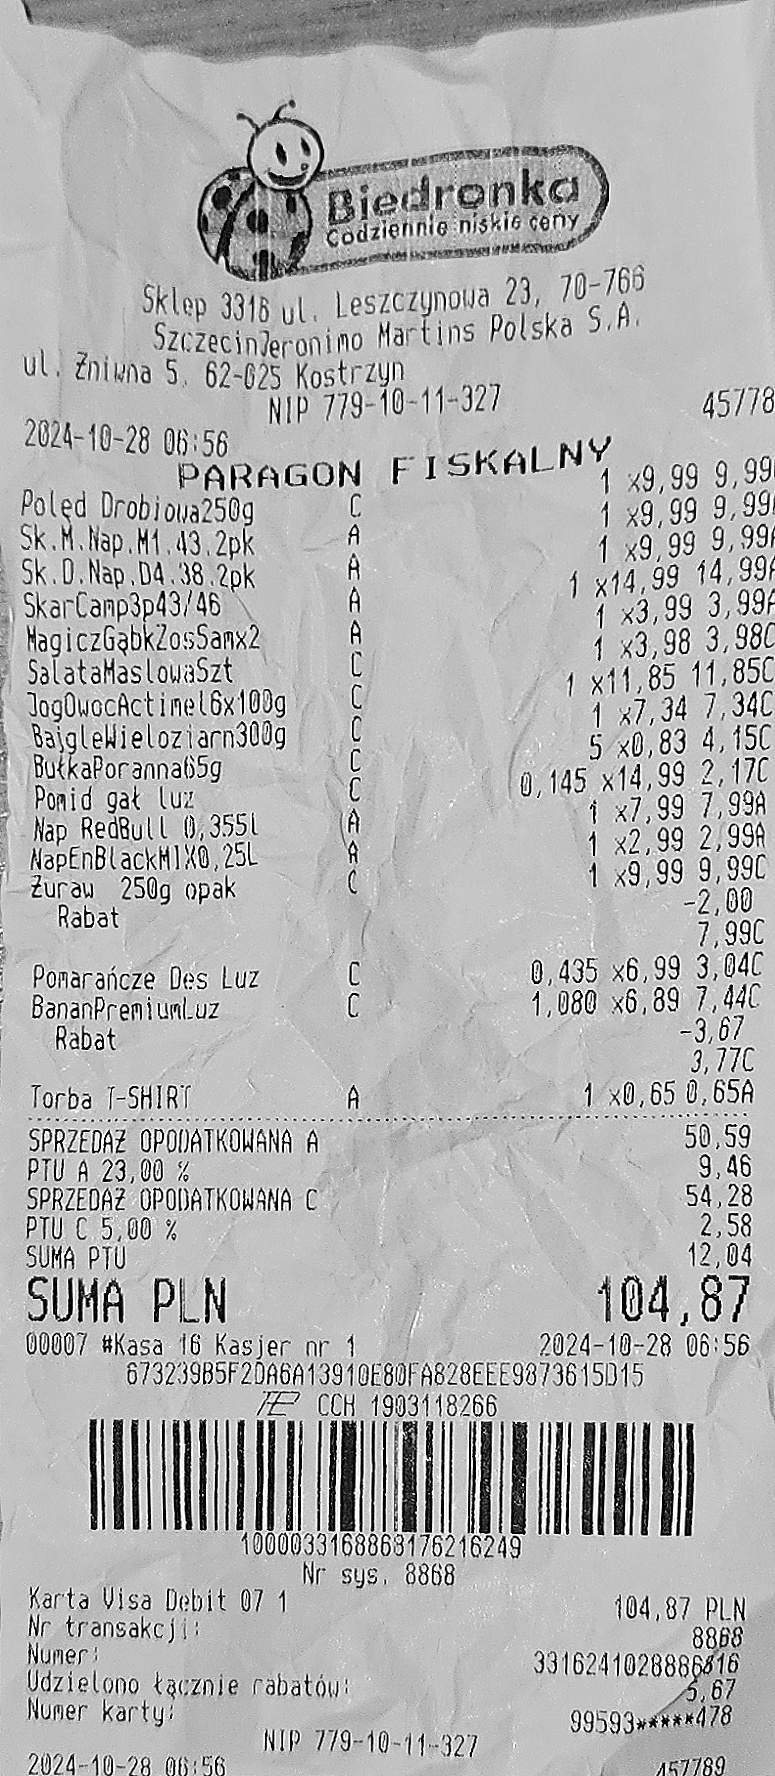 Biedronka
Codziennie niskie ceny
Sklep 3316 ul. Leszczynowa 23, 70-766
SzczecinJeronimo Martins Polska S.A.
ul. Żniwna 5, 62-025 Kostrzyn
NIP 779-10-11-327
2024-10-28 06:56 45778
PARAGON FISKALNY
Polęd Drobiowa250g C 1 x9,99 9,99
Sk.M.Nap.M1.43.2pk A 1 x9,99 9,99
Sk.D.Nap.D4.38.2pk A 1 x9,99 9,99A
SkarCamp3p43/46 A 1 x14,99 14,99A
MagiczGąbkZosSamx2 A 1 x3,99 3,99A
SałataMasłowaSzt C 1 x3,98 3,98C
JogOwocActimel6x100g C 1 x11,85 11,85C
BajgleWieloziarn300g C 1 x7,34 7,34C
BułkaPoranna65g C 5 x0,83 4,15C
Pomid gał luz C 0,145 x14,99 2,17C
Nap RedBull 0,355l A 1 x7,99 7,99A
NapEnBlackMIX0,25L A 1 x2,99 2,99A
Żuraw 250g opak C 1 x9,99 9,99C
Rabat -2,00
7,99C
Pomarańcze Des Luz C 0,435 x6,99 3,04C
BananPremiumLuz C 1,080 x6,89 7,44C
Rabat -3,67
3,77C
Torba T-SHIRT A 1 x0,65 0,65A
SPRZEDAŻ OPODATKOWANA A 50,59
PTU A 23,00 % 9,46
SPRZEDAŻ OPODATKOWANA C 54,28
PTU C 5,00 % 2,58
SUMA PTU 12,04
SUMA PLN 104,87
00007 #Kasa 16 Kasjer nr 1 2024-10-28 06:56
673239B5F2DA6A13910E80FA828EEE9873615D15
CCH 1903118266
1000033168868176216249
Nr sys. 8868
Karta Visa Debit 07 1 104,87 PLN
Nr transakcji: 8868
Numer: 3316241028886816
Udzielono łącznie rabatów: 5,67
Numer karty: 99593*****478
NIP 779-10-11-327
2024-10-28 06:56 457789